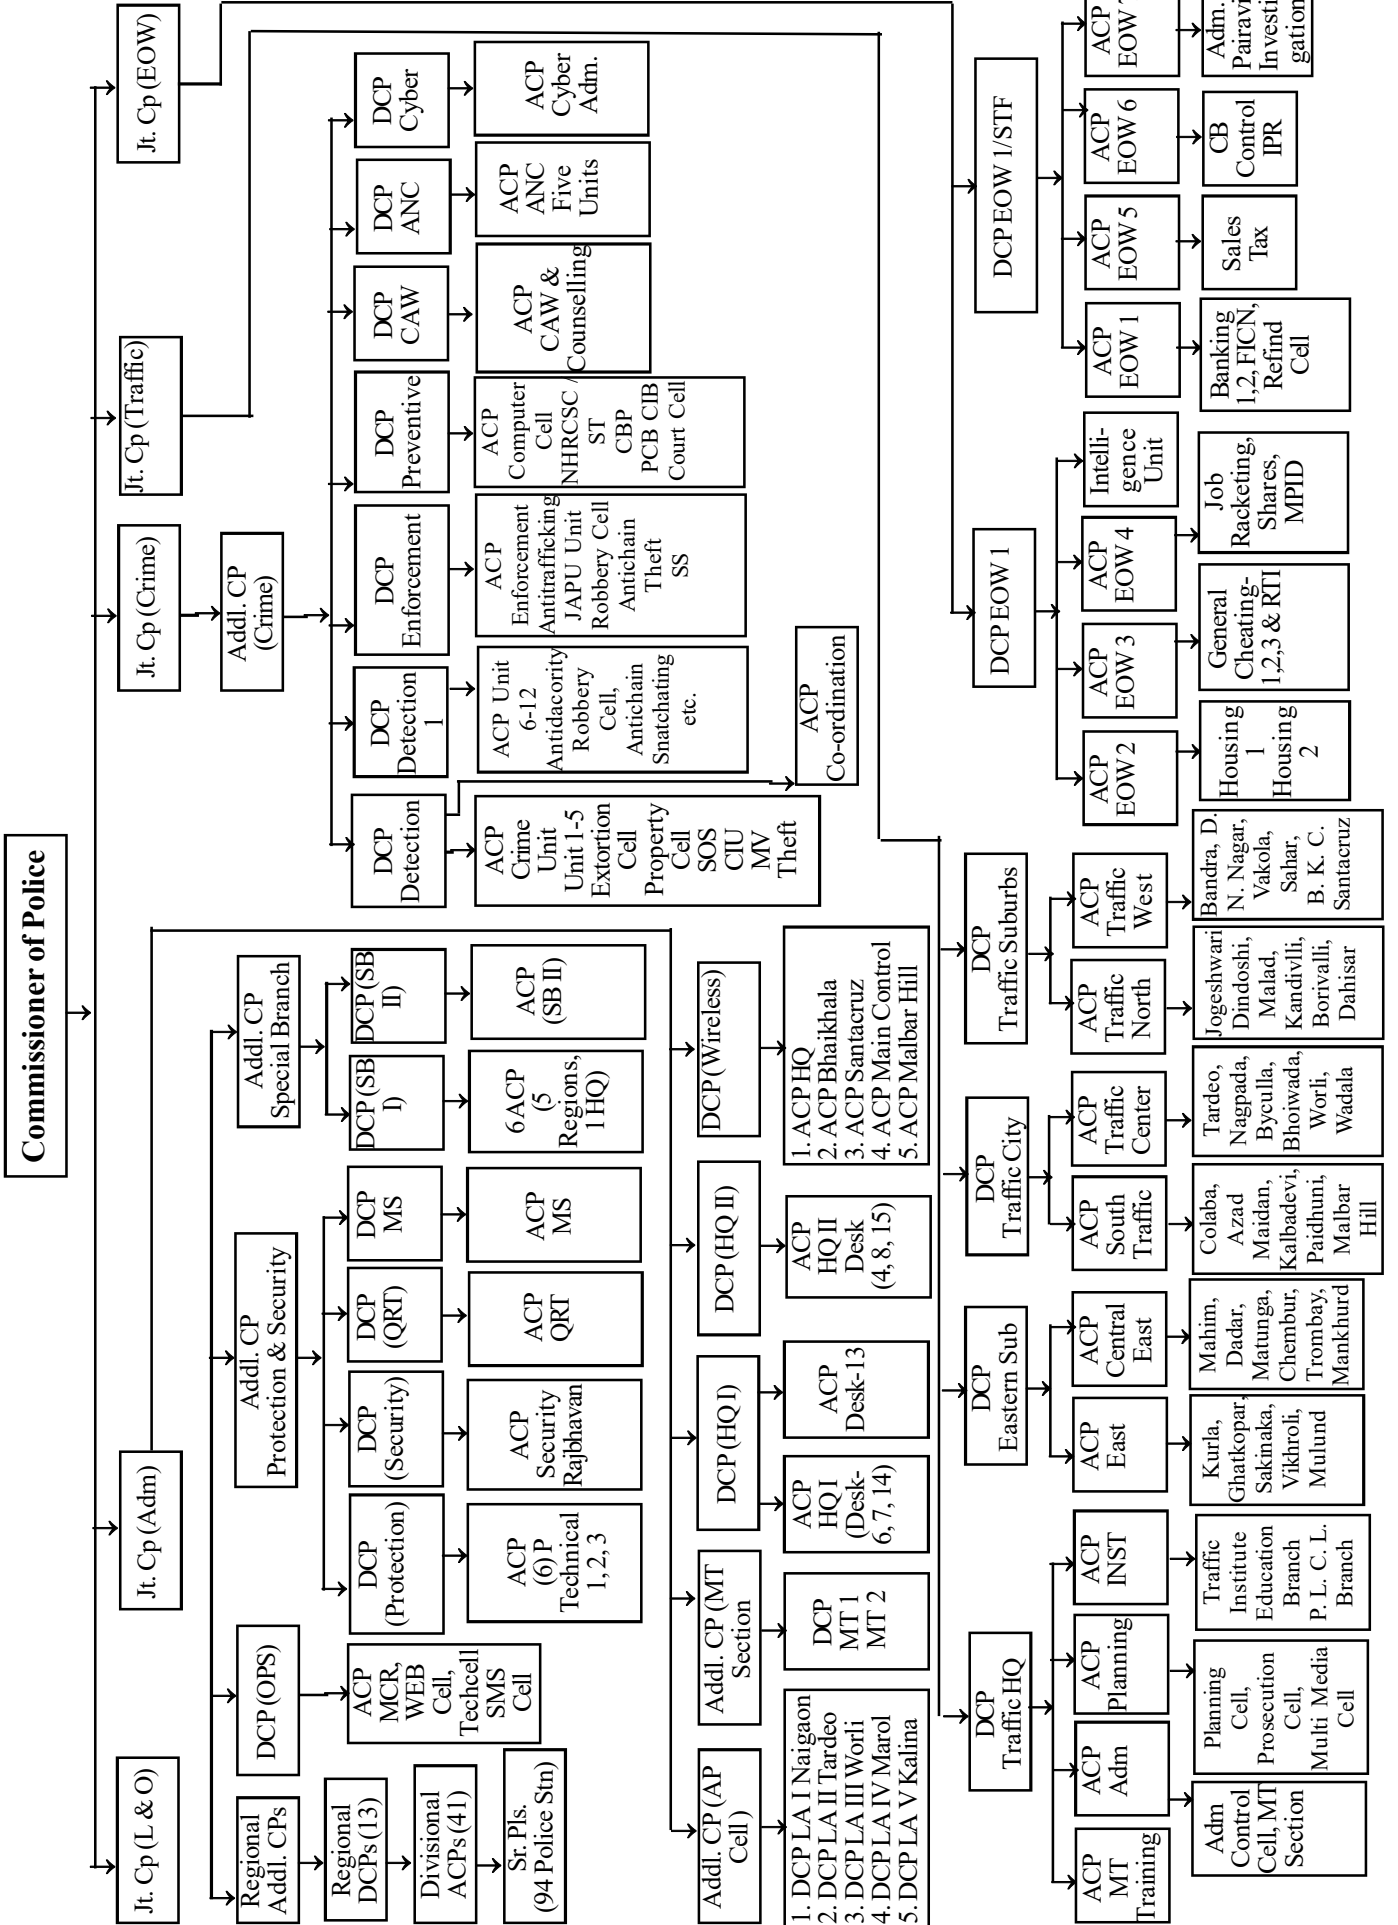 Commissioner of Police
Jt. Cp (L & O)
Jt. Cp (Adm)
Jt. Cp (Crime)
Jt. Cp (Traffic)
Jt. Cp (EOW)
Regional
Addl. CPs
DCP (OPS)
Addl. CP
Protection & Security
Addl. CP
Special Branch
Addl. CP
(Crime)
Regional
DCPs (13)
Divisional
ACPs (41)
Sr. Pls.
(94 Police Stn)
ACP
MCR,
WEB
Cell,
Techcell
SMS
Cell
DCP
(Protection)
DCP
(Security)
DCP
(QRT)
DCP
MS
DCP (SB
I)
DCP (SB
II)
ACP
(6) P
Technical
1, 2, 3
ACP
Security
Rajbhavan
ACP
QRT
ACP
MS
6 ACP
(5
Regions,
1 HQ)
ACP
(SB II)
DCP
Detection
DCP
Detection
1
DCP
Enforcement
DCP
Preventive
DCP
CAW
DCP
ANC
DCP
Cyber
ACP
Crime
Unit
Unit 1-5
Extortion
Cell
Property
Cell
SOS
CIU
MV
Theft
ACP Unit
6-12
Antidacority
Robbery
Cell,
Antichain
Snatchating
etc.
ACP
Enforcement
Antitrafficking
JAPU Unit
Robbery Cell
Antichain
Theft
SS
ACP
Computer
Cell
NHRCSC /
ST
CBP
PCB CIB
Court Cell
ACP
CAW &
Counselling
ACP
ANC
Five
Units
ACP
Cyber
Adm.
ACP
Co-ordination
Addl. CP (AP
Cell)
Addl. CP (MT
Section
DCP (HQ I)
DCP (HQ II)
DCP (Wireless)
1. DCP LA I Naigaon
2. DCP LA II Tardeo
3. DCP LA III Worli
4. DCP LA IV Marol
5. DCP LA V Kalina
DCP
MT 1
MT 2
ACP
HQ I
(Desk-
6, 7, 14)
ACP
Desk-13
ACP
HQ II
Desk
(4, 8, 15)
1. ACP HQ
2. ACP Bhaikhala
3. ACP Santacruz
4. ACP Main Control
5. ACP Malbar Hill
DCP
Traffic HQ
DCP
Eastern Sub
DCP
Traffic City
DCP
Traffic Suburbs
DCP EOW 1
DCP EOW 1/STF
ACP
MT
Training
ACP
Adm
ACP
Planning
ACP
INST
ACP
East
ACP
Central
East
ACP
South
Traffic
ACP
Traffic
Center
ACP
Traffic
North
ACP
Traffic
West
ACP
EOW 2
ACP
EOW 3
ACP
EOW 4
Intelli-
gence
Unit
ACP
EOW 1
ACP
EOW 5
ACP
EOW 6
ACP
EOW
Adm
Control
Cell, MT
Section
Planning
Cell,
Prosecution
Cell,
Multi Media
Cell
Traffic
Institute
Education
Branch
P. L. C. L.
Branch
Kurla,
Ghatkopar,
Sakinaka,
Vikhroli,
Mulund
Mahim,
Dadar,
Matunga,
Chembur,
Trombay,
Mankhurd
Colaba,
Azad
Maidan,
Kalbadevi,
Paidhuni,
Malbar
Hill
Tardeo,
Nagpada,
Byculla,
Bhoiwada,
Worli,
Wadala
Jogeshwari
Dindoshi,
Malad,
Kandivlli,
Borivalli,
Dahisar
Bandra, D.
N. Nagar,
Vakola,
Sahar,
B. K. C.
Santacruz
Housing
1
Housing
2
General
Cheating-
1,2,3 & RTI
Job
Racketing,
Shares,
MPID
Banking
1,2, FICN,
Refind
Cell
Sales
Tax
CB
Control
IPR
Adm.
Pairavi
Investi
gation